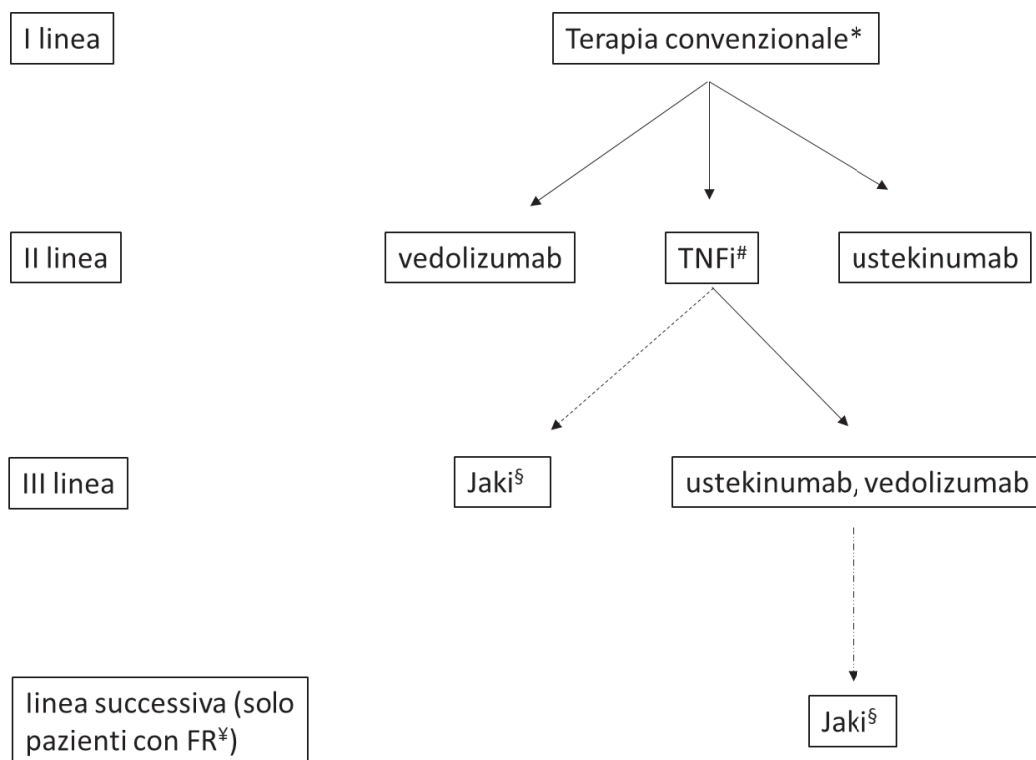 I linea
Terapia convenzionale*
II linea
vedolizumab
TNFi#
ustekinumab
III linea
Jaki§
ustekinumab, vedolizumab
linea successiva (solo
pazienti con FR¥)
Jaki§